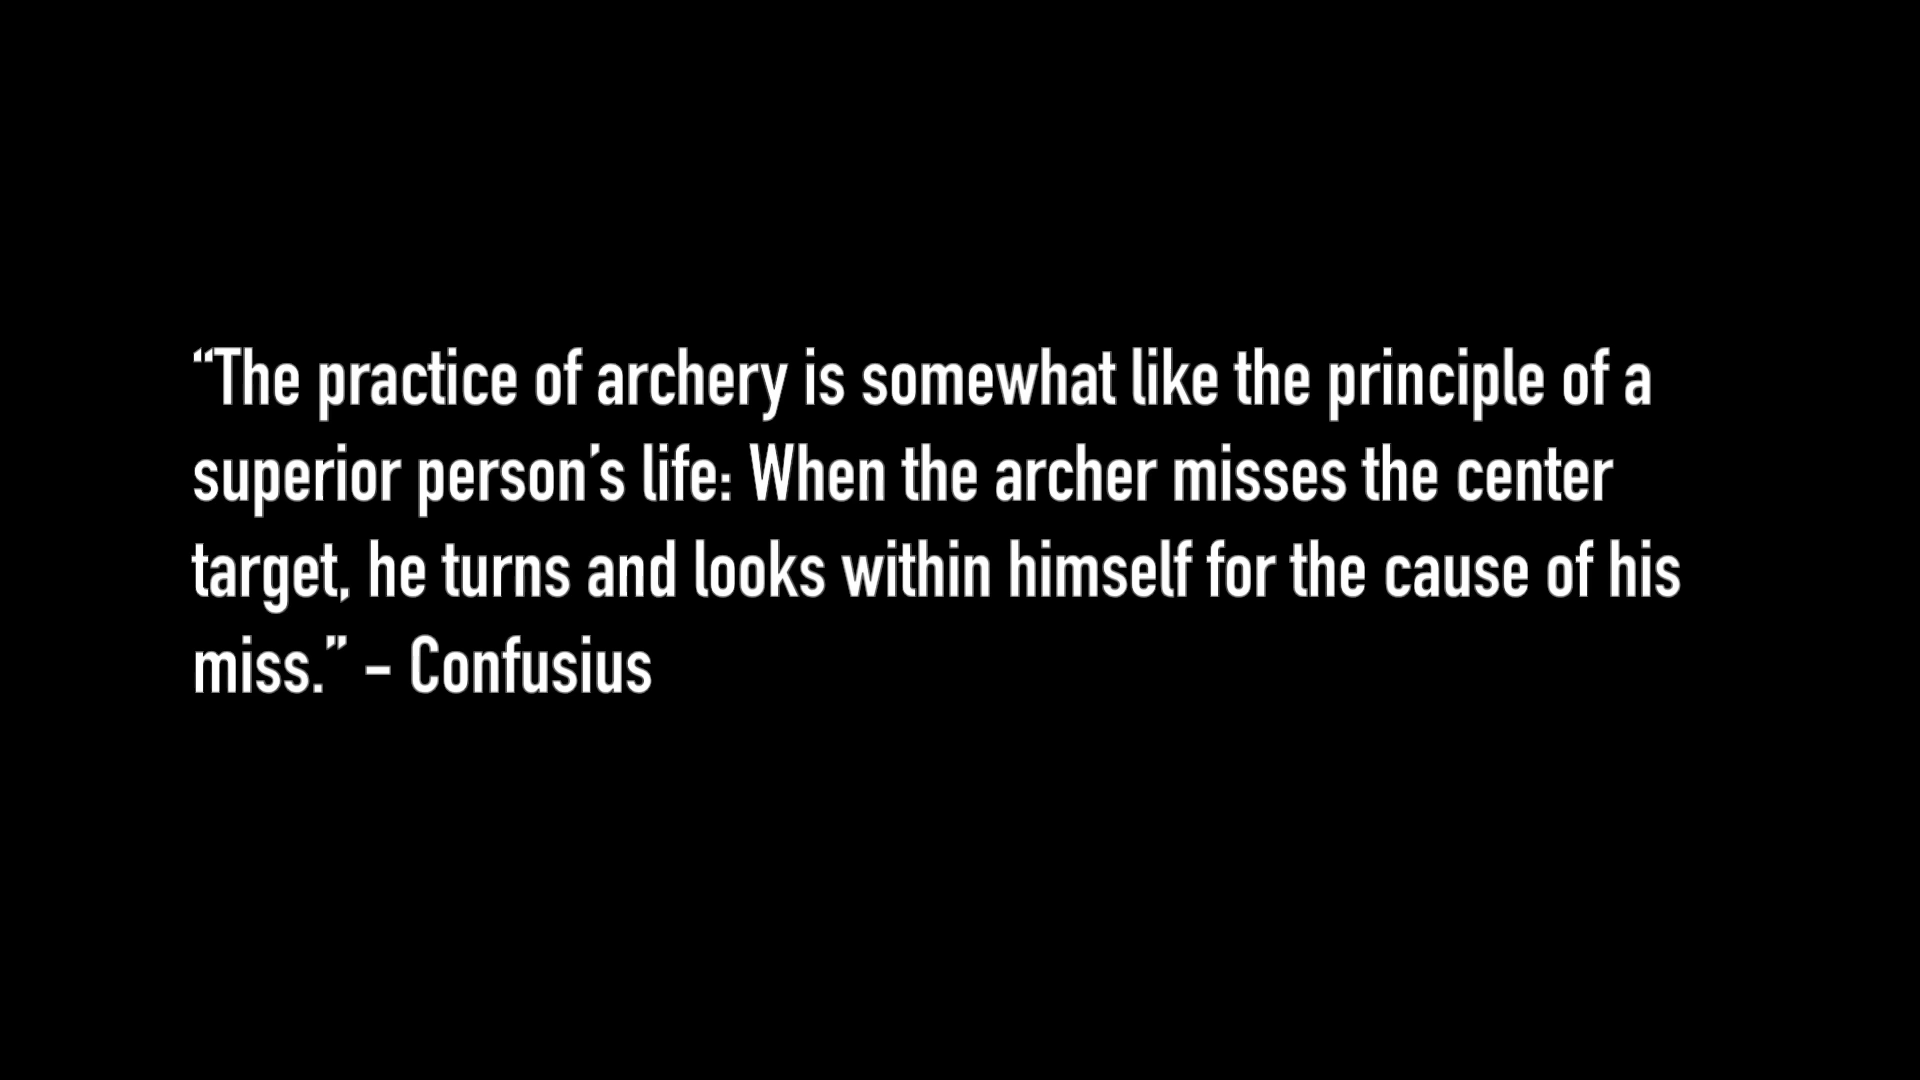 “The practice of archery is somewhat like the principle of a
superior person’s life: When the archer misses the center
target, he turns and looks within himself for the cause of his
miss.” – Confusius